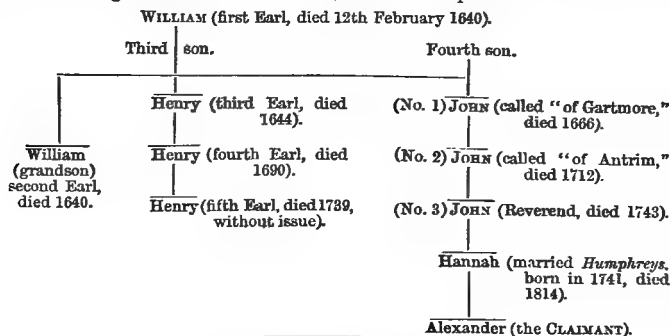 WILLIAM (first Earl, died 12th February 1640).
Third son.
Fourth son.
William
(grandson)
second Earl,
died 1640.
Henry (third Earl, died
1644).
Henry (fourth Earl, died
1690).
Henry (fifth Earl, died 1739,
without issue).
(No. 1) JOHN (called "of Gartmore,"
died 1666).
(No. 2) JOHN (called "of Antrim,"
died 1712).
(No. 3) JOHN (Reverend, died 1743).
Hannah (married Humphreys,
born in 1741, died
1814).
Alexander (the CLAIMANT).